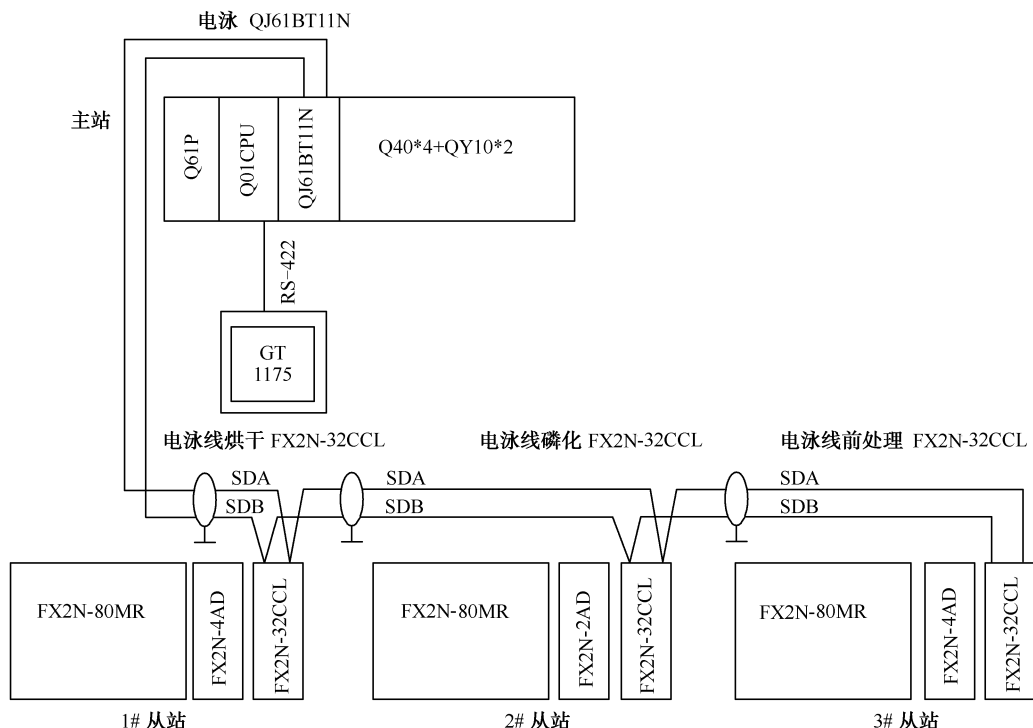 电泳 QJ61BT11N
主站
Q61P
Q01CPU
QJ61BT11N
Q40*4+QY10*2
RS-422
GT
1175
电泳线烘干 FX2N-32CCL
电泳线磷化 FX2N-32CCL
电泳线前处理 FX2N-32CCL
SDA
SDB
SDA
SDB
SDA
SDB
FX2N-80MR
FX2N-4AD
FX2N-32CCL
FX2N-80MR
FX2N-2AD
FX2N-32CCL
FX2N-80MR
FX2N-4AD
FX2N-32CCL
1# 从站
2# 从站
3# 从站